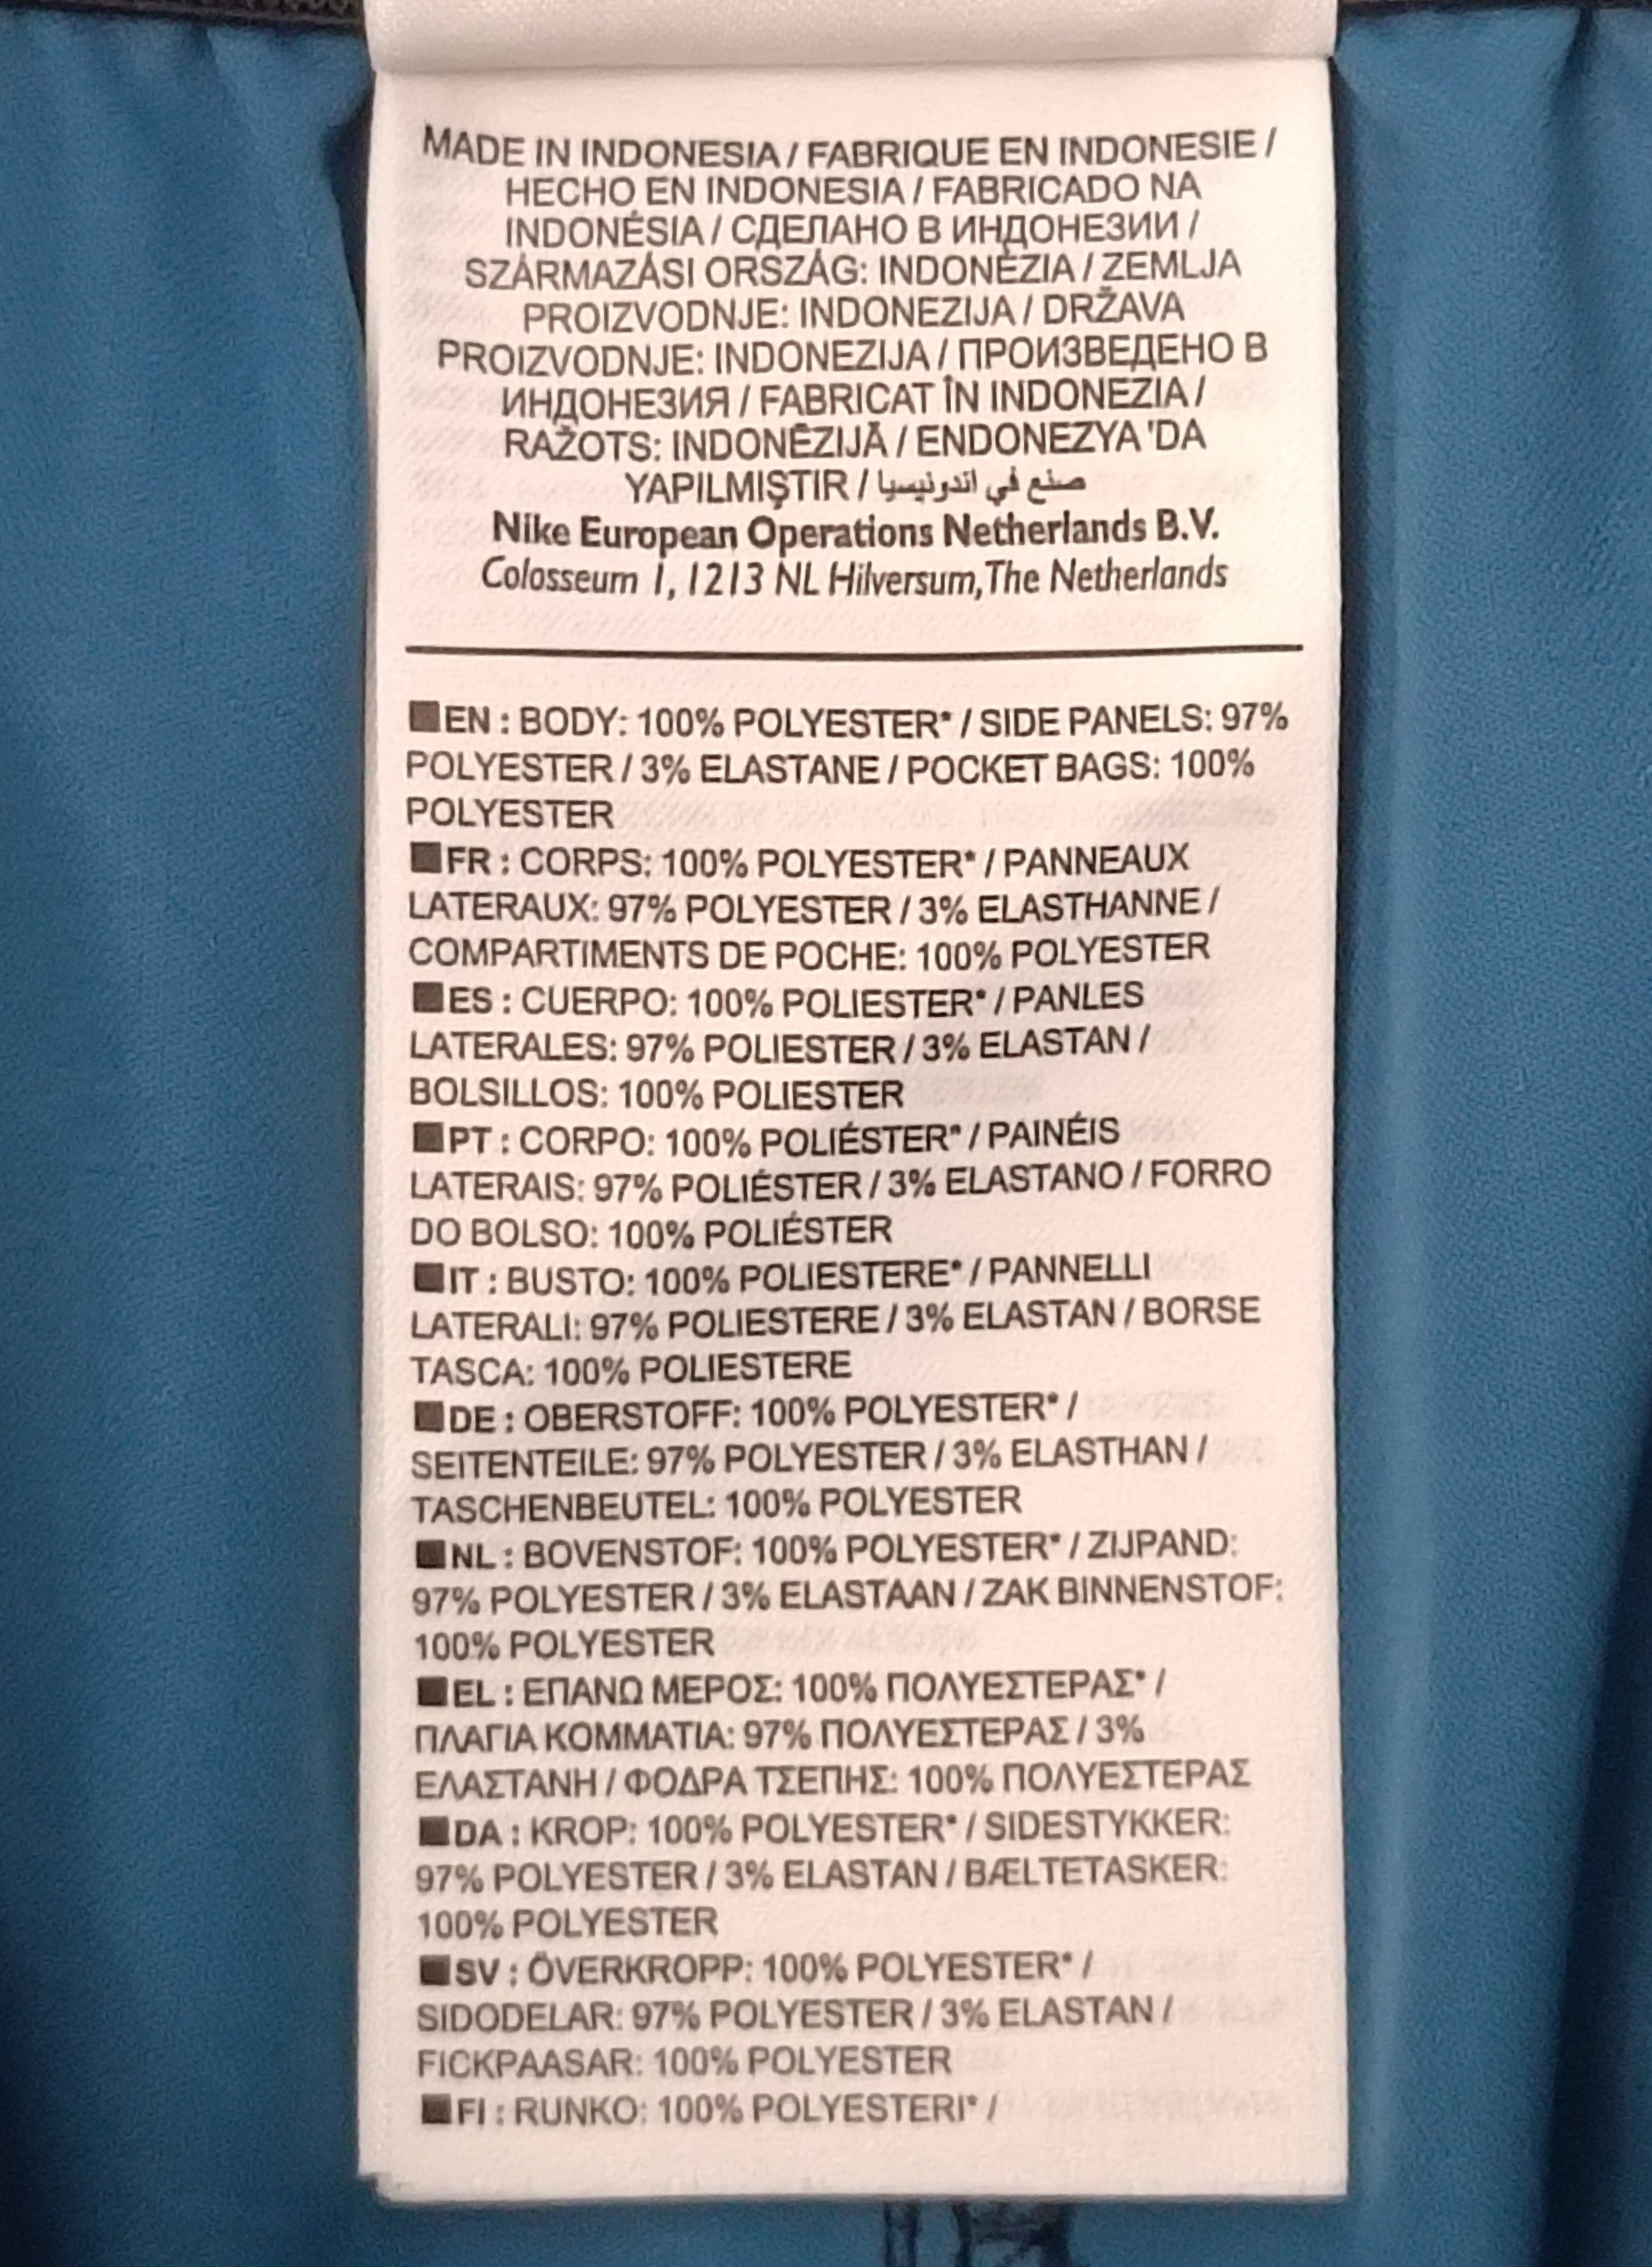 MADE IN INDONESIA / FABRIQUE EN INDONESIE /
HECHO EN INDONESIA / FABRICADO NA
INDONÉSIA / СДЕЛАНО В ИНДОНЕЗИИ /
SZÁRMAZÁSI ORSZÁG: INDONÉZIA / ZEMLJA
PROIZVODNJE: INDONEZIJA / DRŽAVA
PROIZVODNJE: INDONEZIJA / ПРОИЗВЕДЕНО В
ИНДОНЕЗИЯ / FABRICAT ÎN INDONEZIA /
RAŽOTS: INDONĒZIJĀ / ENDONEZYA 'DA
YAPILMIŞTIR / صنع في اندونيسيا
Nike European Operations Netherlands B.V.
Colosseum 1, 1213 NL Hilversum, The Netherlands
■EN : BODY: 100% POLYESTER* / SIDE PANELS: 97%
POLYESTER / 3% ELASTANE / POCKET BAGS: 100%
POLYESTER
■FR : CORPS: 100% POLYESTER* / PANNEAUX
LATERAUX: 97% POLYESTER / 3% ELASTHANNE /
COMPARTIMENTS DE POCHE: 100% POLYESTER
■ES : CUERPO: 100% POLIESTER* / PANLES
LATERALES: 97% POLIESTER / 3% ELASTAN /
BOLSILLOS: 100% POLIESTER
■PT : CORPO: 100% POLIÉSTER* / PAINÉIS
LATERAIS: 97% POLIÉSTER / 3% ELASTANO / FORRO
DO BOLSO: 100% POLIÉSTER
■IT : BUSTO: 100% POLIESTERE* / PANNELLI
LATERALI: 97% POLIESTERE / 3% ELASTAN / BORSE
TASCA: 100% POLIESTERE
■DE : OBERSTOFF: 100% POLYESTER* /
SEITENTEILE: 97% POLYESTER / 3% ELASTHAN /
TASCHENBEUTEL: 100% POLYESTER
■NL : BOVENSTOF: 100% POLYESTER* / ZIJPAND:
97% POLYESTER / 3% ELASTAAN / ZAK BINNENSTOF:
100% POLYESTER
■EL : ΕΠΑΝΩ ΜΕΡΟΣ: 100% ΠΟΛΥΕΣΤΕΡΑΣ* /
ΠΛΑΓΙΑ ΚΟΜΜΑΤΙΑ: 97% ΠΟΛΥΕΣΤΕΡΑΣ / 3%
ΕΛΑΣΤΑΝΗ / ΦΟΔΡΑ ΤΣΕΠΗΣ: 100% ΠΟΛΥΕΣΤΕΡΑΣ
■DA : KROP: 100% POLYESTER* / SIDESTYKKER:
97% POLYESTER / 3% ELASTAN / BÆLTETASKER:
100% POLYESTER
■SV : ÖVERKROPP: 100% POLYESTER* /
SIDODELAR: 97% POLYESTER / 3% ELASTAN /
FICKPAASAR: 100% POLYESTER
■FI : RUNKO: 100% POLYESTERI* /